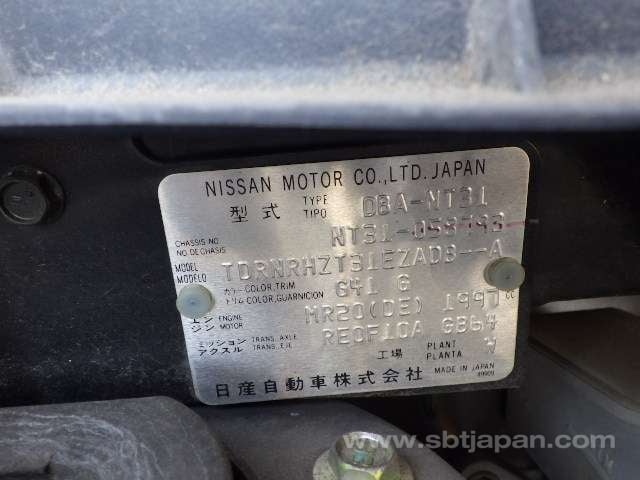 NISSAN MOTOR CO.,LTD.JAPAN
型式 TYPE TIPO DBA-NT31
CHASSIS NO. NO DE CHASIS NT31-058793
MODEL MODELO TDRNRHZT31EZADB--A
カラー COLOR,TRIM トリム COLOR,GUARNICION G41 G
エンジン ENGINE MOTOR MR20(DE) 1997 CC
ミッション TRANS. AXLE アクスル TRANS. EJE RE0F10A GB64
工場 PLANT PLANTA W
日産自動車株式会社 MADE IN JAPAN
www.sbtjapan.com